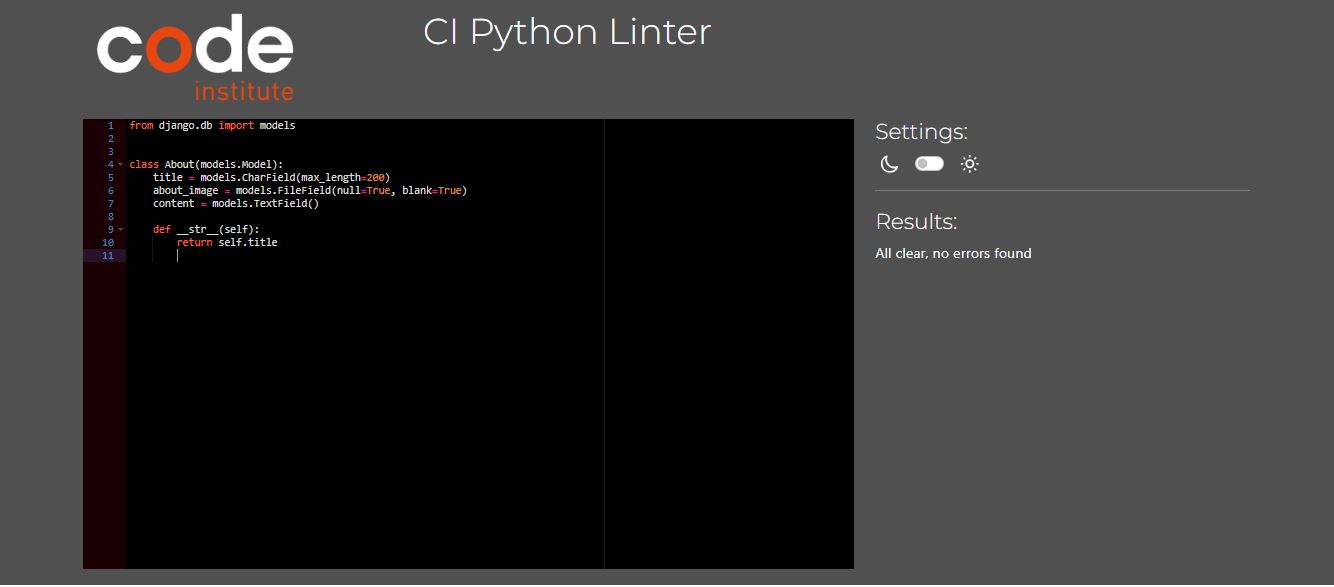 code
institute
CI Python Linter
1 from django.db import models
2
3
4 class About(models.Model):
5     title = models.CharField(max_length=200)
6     about_image = models.FileField(null=True, blank=True)
7     content = models.TextField()
8
9     def __str__(self):
10         return self.title
11
Settings:
Results:
All clear, no errors found